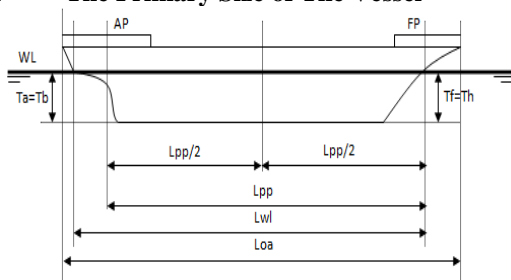 The Primary Size of The Vessel
AP FP
WL
Ta=Tb Tf=Th
Lpp/2 Lpp/2
Lpp
Lwl
Loa